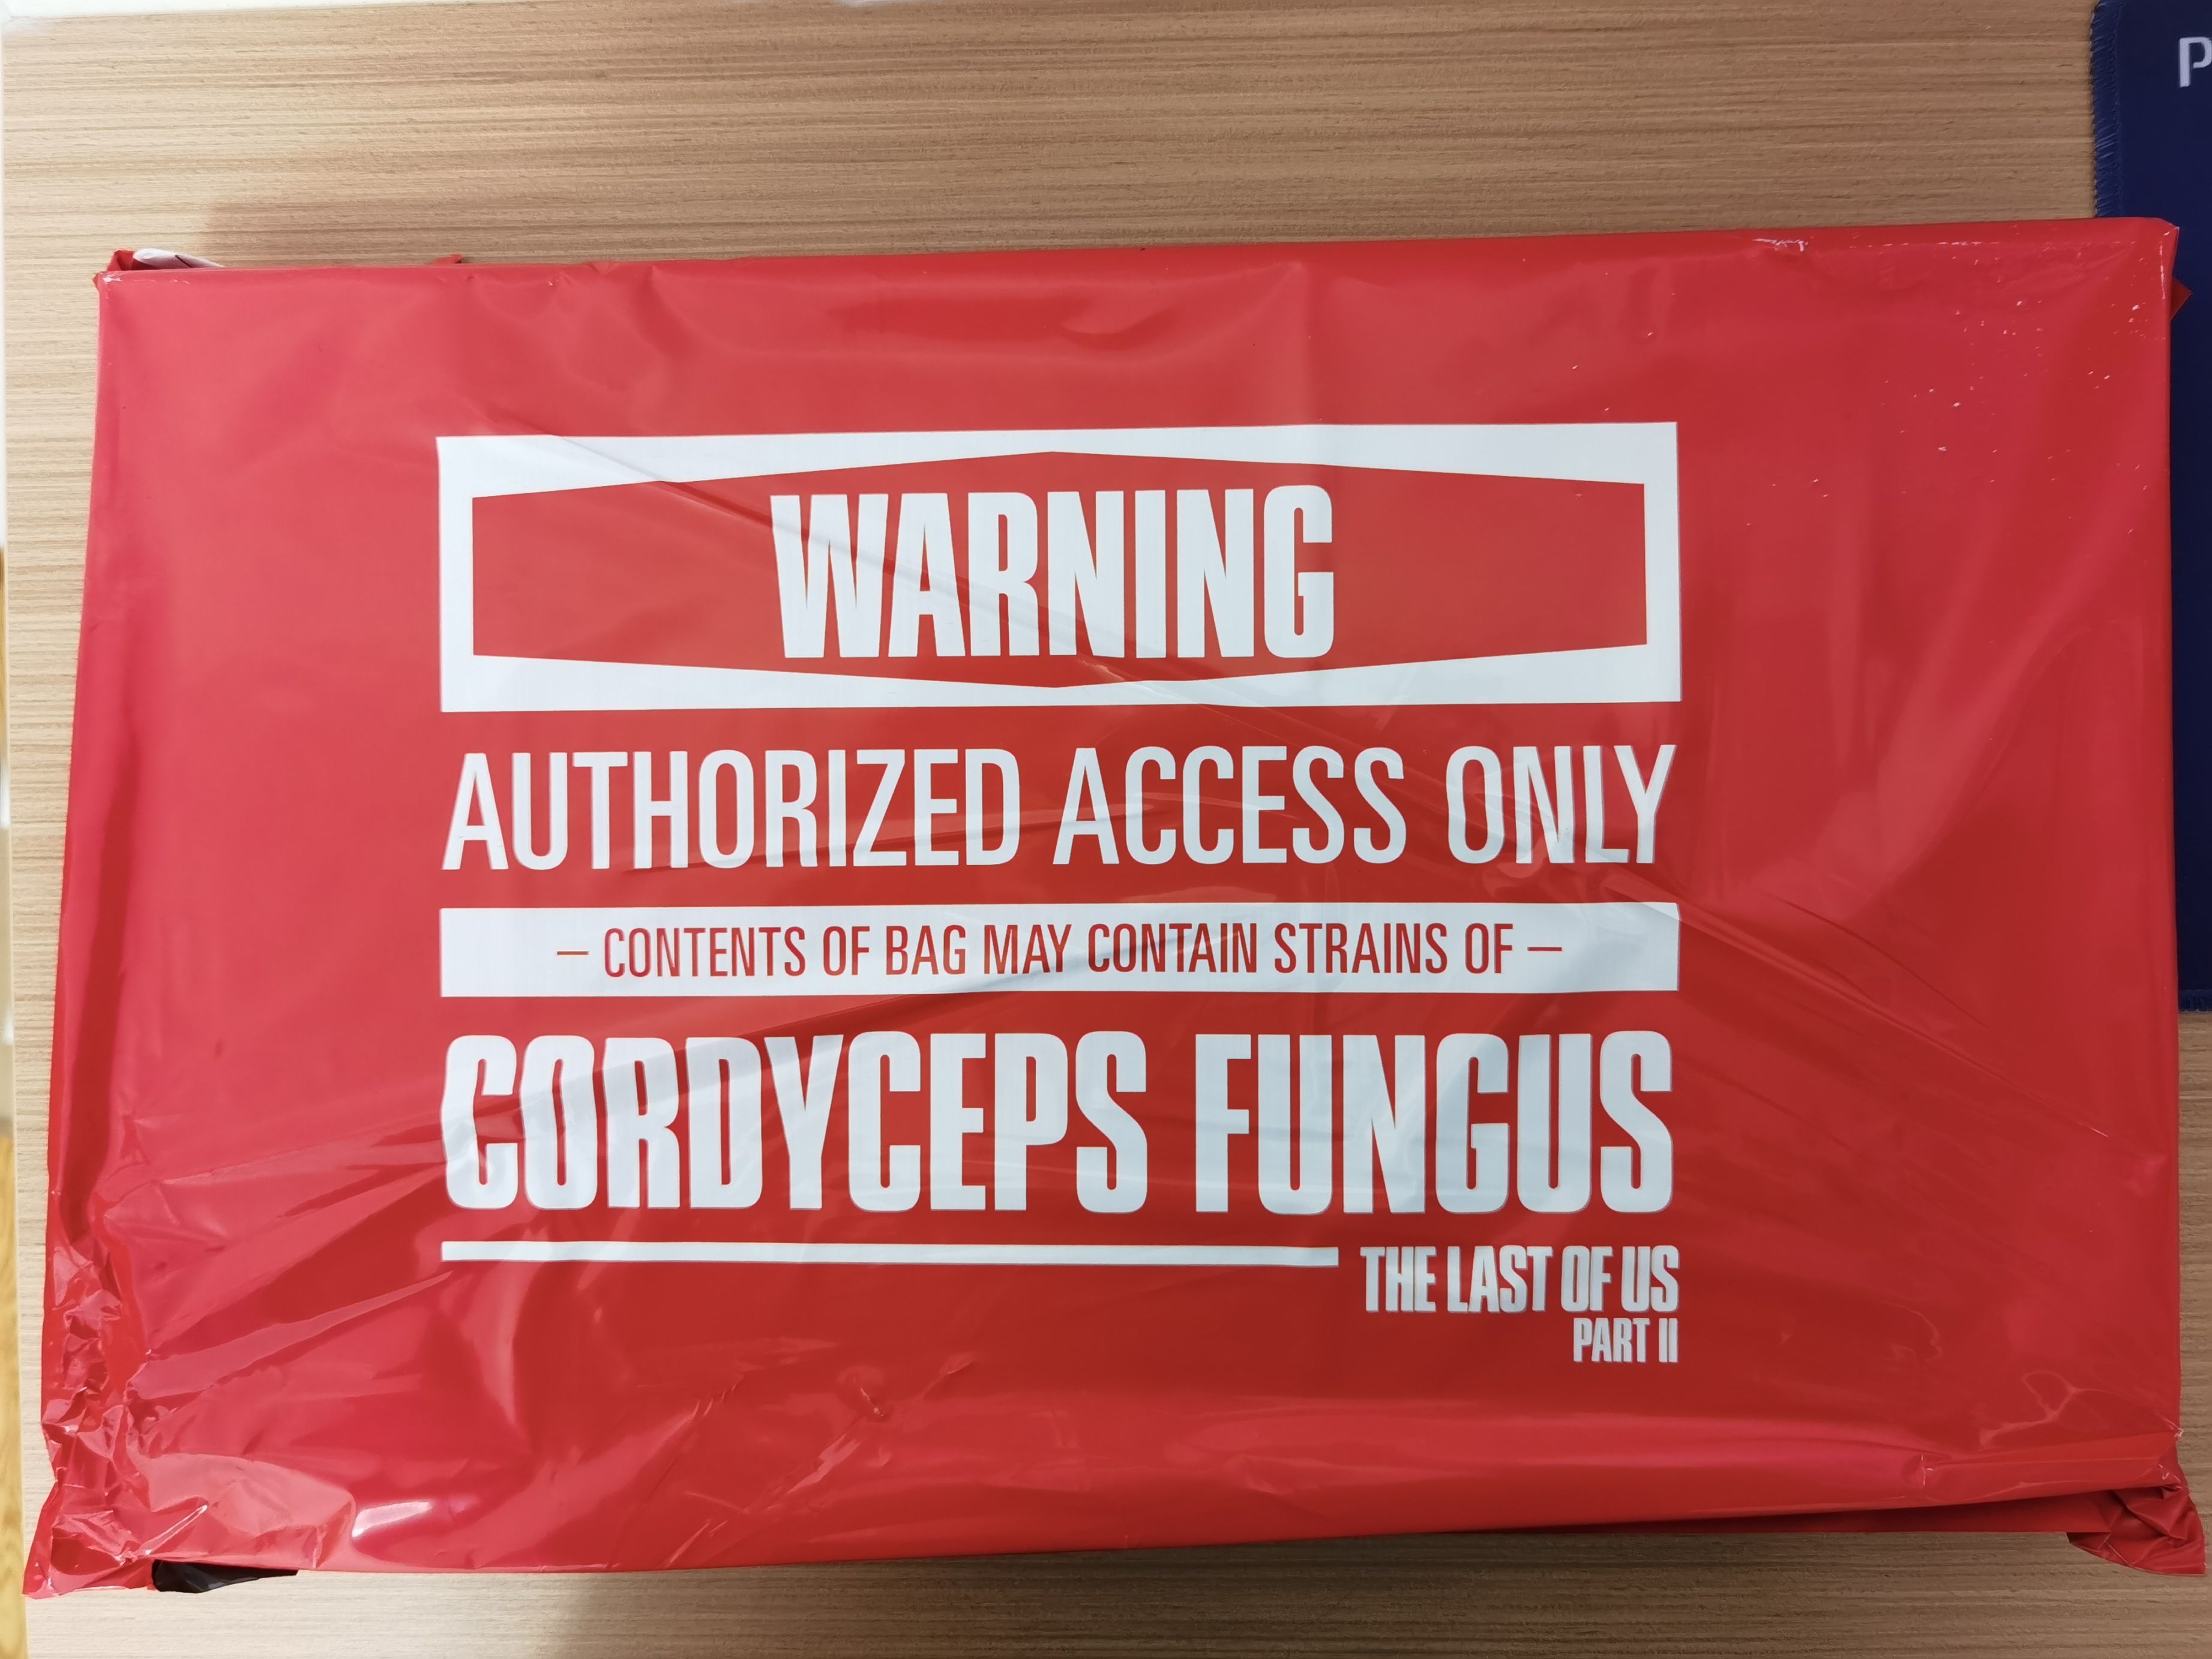 WARNING
AUTHORIZED ACCESS ONLY
– CONTENTS OF BAG MAY CONTAIN STRAINS OF –
CORDYCEPS FUNGUS
THE LAST OF US
PART II